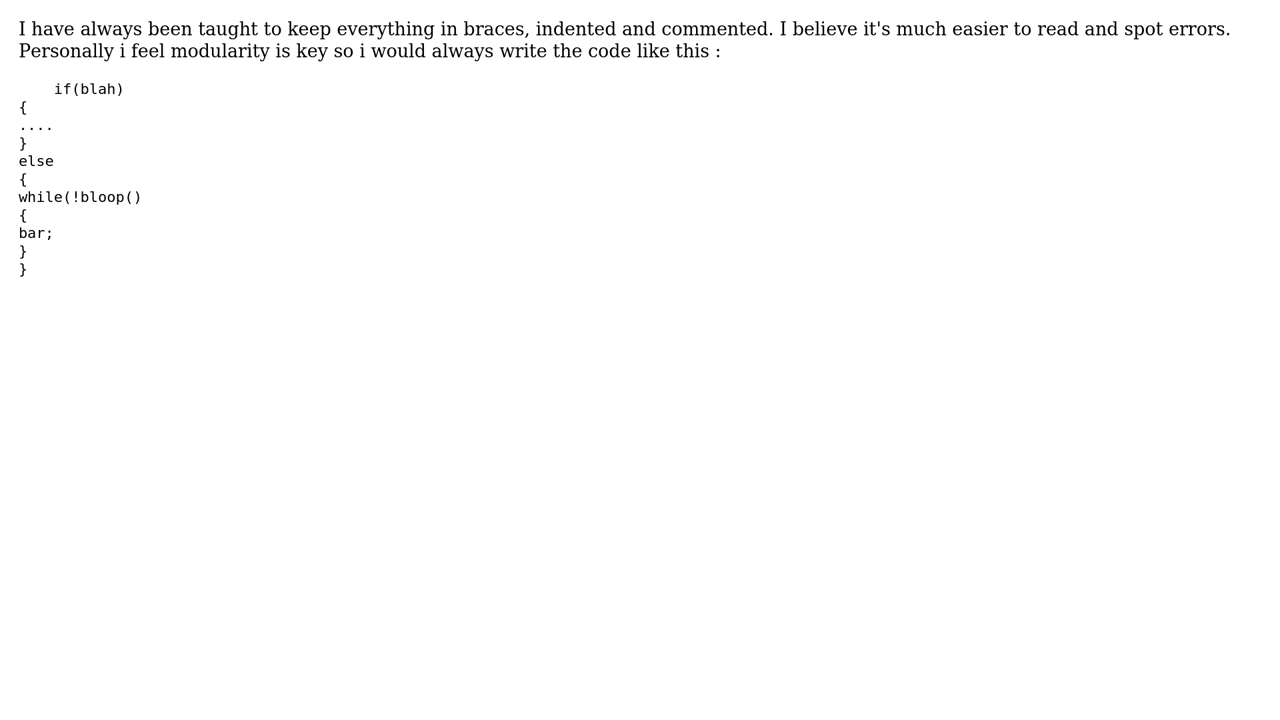 I have always been taught to keep everything in braces, indented and commented. I believe it's much easier to read and spot errors.
Personally i feel modularity is key so i would always write the code like this :
    if(blah)
{
....
}
else
{
while(!bloop()
{
bar;
}
}